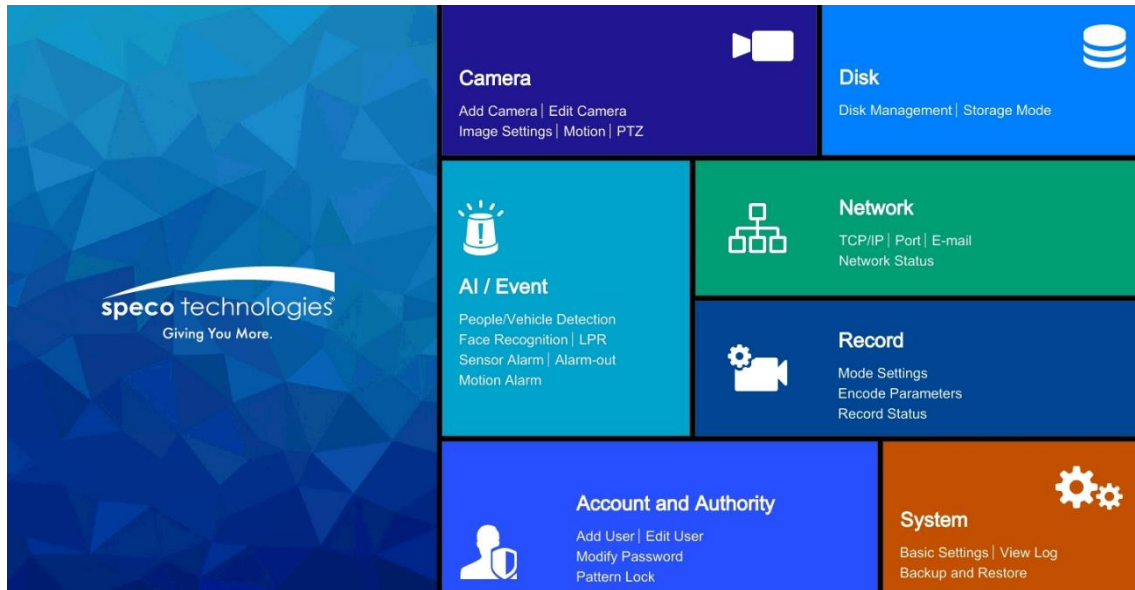 speco technologies®
Giving You More.
Camera
Add Camera | Edit Camera
Image Settings | Motion | PTZ
Disk
Disk Management | Storage Mode
AI / Event
People/Vehicle Detection
Face Recognition | LPR
Sensor Alarm | Alarm-out
Motion Alarm
Network
TCP/IP | Port | E-mail
Network Status
Record
Mode Settings
Encode Parameters
Record Status
Account and Authority
Add User | Edit User
Modify Password
Pattern Lock
System
Basic Settings | View Log
Backup and Restore